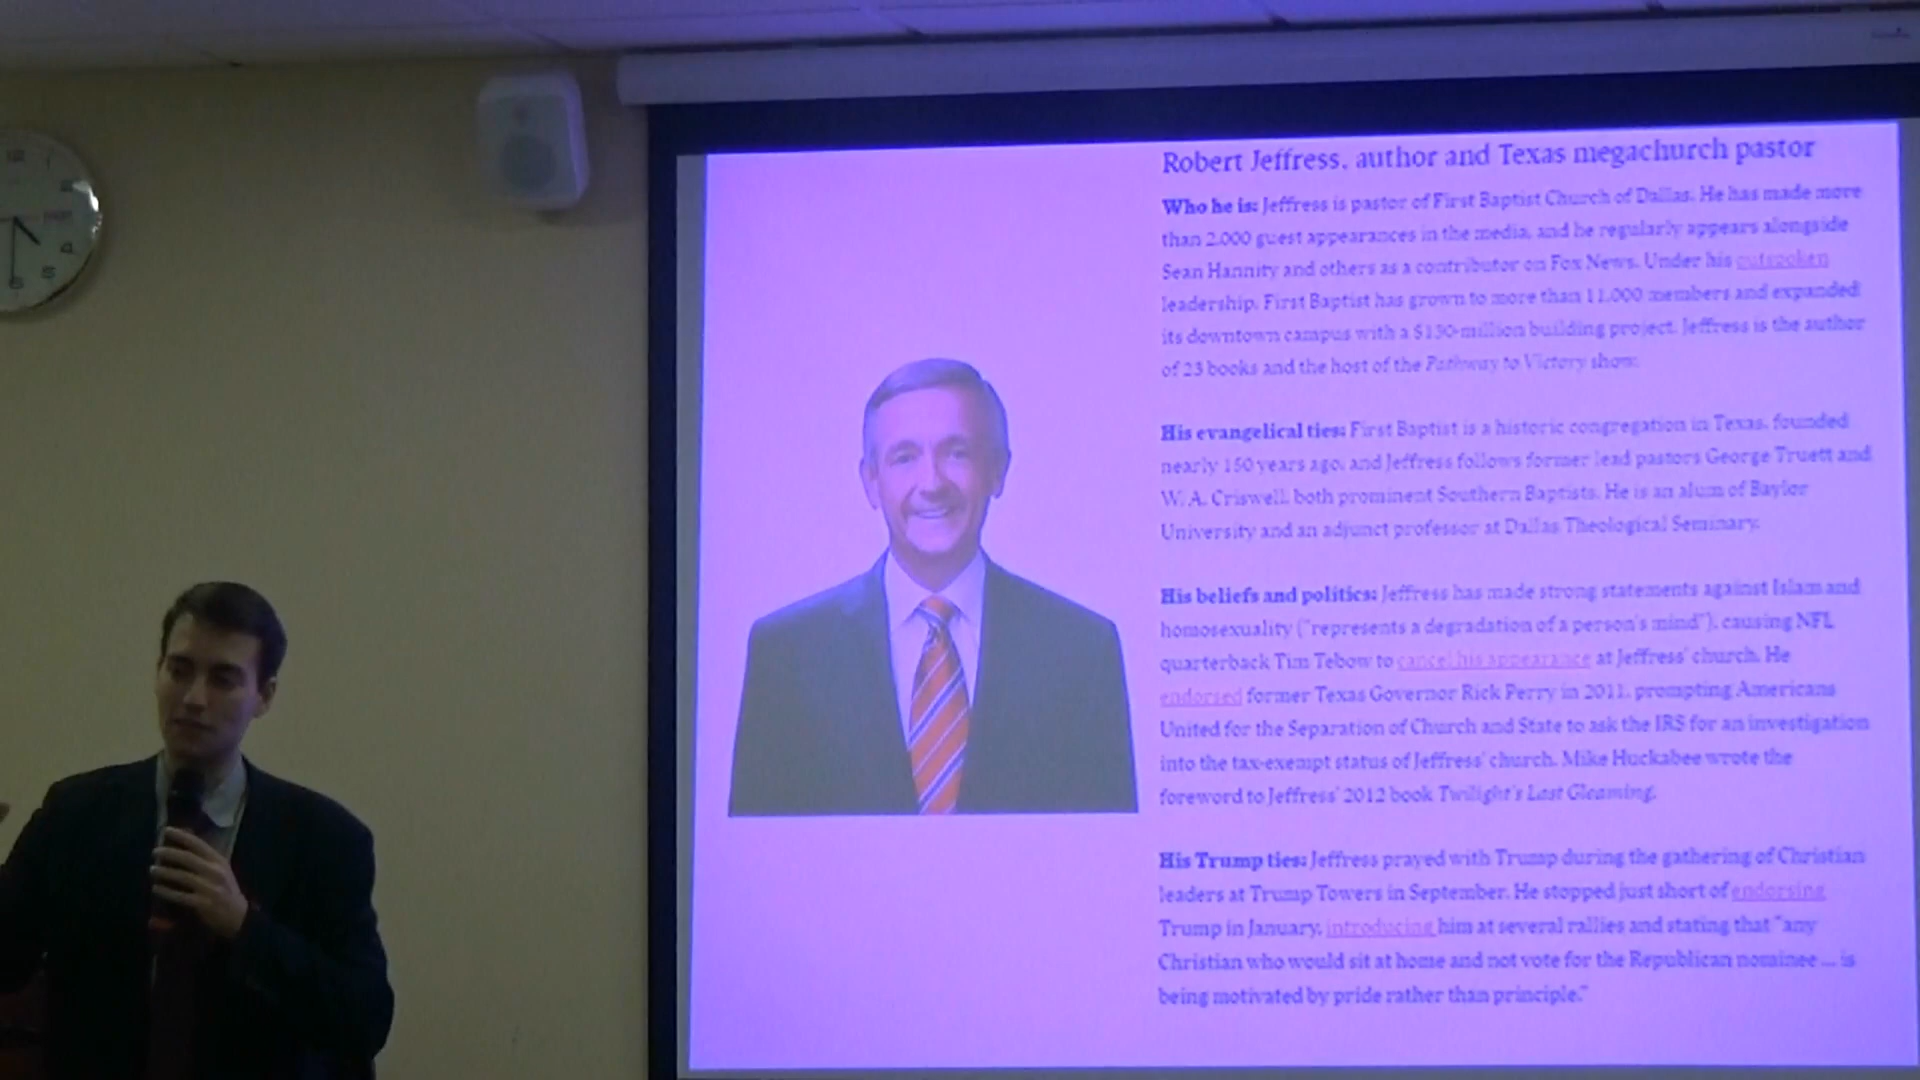 Robert Jeffress, author and Texas megachurch pastor
Who he is: Jeffress is pastor of First Baptist Church of Dallas. He has made more
than 2,000 guest appearances in the media, and he regularly appears alongside
Sean Hannity and others as a contributor on Fox News. Under his outspoken
leadership, First Baptist has grown to more than 11,000 members and expanded
its downtown campus with a $130-million building project. Jeffress is the author
of 23 books and the host of the Pathway to Victory show.
His evangelical ties: First Baptist is a historic congregation in Texas, founded
nearly 150 years ago, and Jeffress follows former lead pastors George Truett and
W. A. Criswell, both prominent Southern Baptists. He is an alum of Baylor
University and an adjunct professor at Dallas Theological Seminary.
His beliefs and politics: Jeffress has made strong statements against Islam and
homosexuality ("represents a degradation of a person's mind"), causing NFL
quarterback Tim Tebow to cancel his appearance at Jeffress' church. He
endorsed former Texas Governor Rick Perry in 2011, prompting Americans
United for the Separation of Church and State to ask the IRS for an investigation
into the tax-exempt status of Jeffress' church. Mike Huckabee wrote the
foreword to Jeffress' 2012 book Twilight's Last Gleaming.
His Trump ties: Jeffress prayed with Trump during the gathering of Christian
leaders at Trump Towers in September. He stopped just short of endorsing
Trump in January, introducing him at several rallies and stating that "any
Christian who would sit at home and not vote for the Republican nominee ... is
being motivated by pride rather than principle."